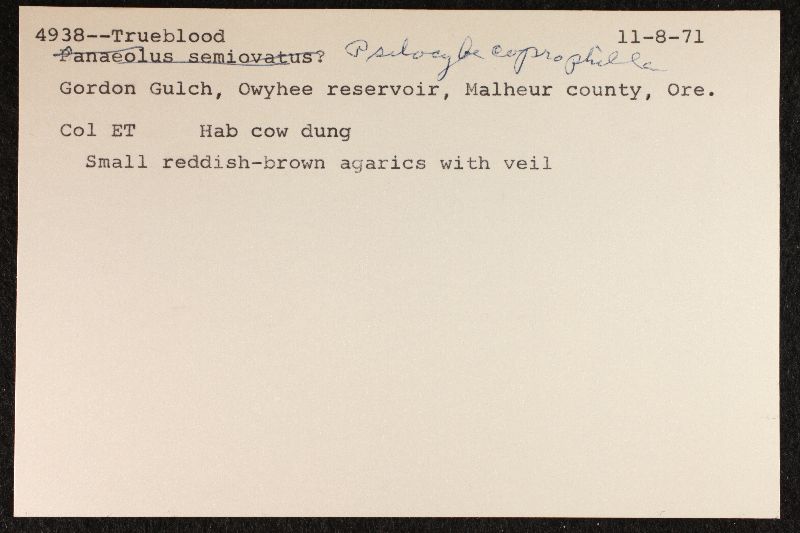 4938--Trueblood 11-8-71
Panaeolus semiovatus? Psilocybe coprophilla
Gordon Gulch, Owyhee reservoir, Malheur county, Ore.
Col ET Hab cow dung
Small reddish-brown agarics with veil